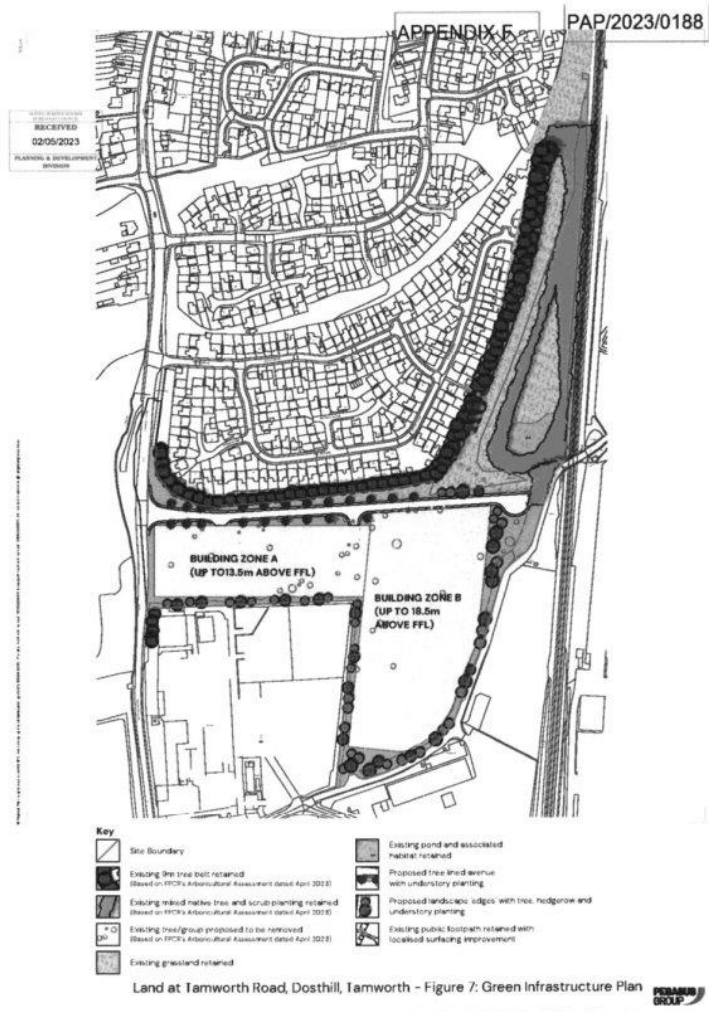 APPENDIX F
PAP/2023/0188
RECEIVED
02/05/2023
PLANNING & DEVELOPMENT
DIVISION
BUILDING ZONE A
(UP TO 13.5m ABOVE FFL)
BUILDING ZONE B
(UP TO 18.5m
ABOVE FFL)
Key
Site Boundary
Existing 9m tree belt retained
(Based on FPCR's Arboricultural Assessment dated April 2023)
Existing mixed native tree and scrub planting retained
(Based on FPCR's Arboricultural Assessment dated April 2023)
Existing tree/group proposed to be removed
(Based on FPCR's Arboricultural Assessment dated April 2023)
Existing grassland retained
Existing pond and associated
habitat retained
Proposed tree lined avenue
with understory planting
Proposed landscape edges with tree, hedgerow and
understory planting
Existing public footpath retained with
localised surfacing improvement
Land at Tamworth Road, Dosthill, Tamworth - Figure 7: Green Infrastructure Plan
PEGASUS
GROUP